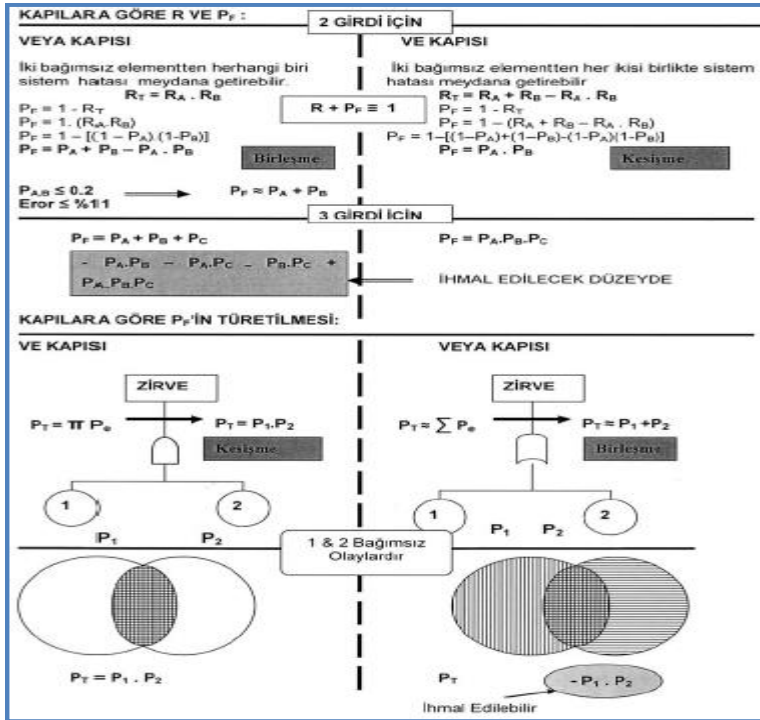 KAPILARA GÖRE R VE PF :
2 GİRDİ İÇİN
VEYA KAPISI
İki bağımsız elementten herhangi biri
sistem hatası meydana getirebilir.
RT = RA . RB
PF = 1 - RT
PF = 1. (RA.RB)
PF = 1 – [(1 – PA).(1-PB)]
PF = PA + PB – PA . PB
Birleşme
PA,B ≤ 0.2
PF ≈ PA + PB
Eror ≤ %11
R + PF ≡ 1
VE KAPISI
İki bağımsız elementten her ikisi birlikte sistem
hatası meydana getirebilir
RT = RA + RB – RA . RB
PF = 1 - RT
PF = 1 – (RA + RB – RA . RB)
PF = 1–[(1–PA)+(1–PB)-(1-PA)(1-PB)]
PF = PA . PB
Kesişme
3 GİRDİ İÇİN
PF = PA + PB + PC
- PA.PB – PA.PC – PB.PC +
PA.PB.PC
PF = PA.PB.PC
İHMAL EDİLECEK DÜZEYDE
KAPILARA GÖRE PF'İN TÜRETİLMESİ:
VE KAPISI
ZİRVE
PT = π Pe
PT = P1.P2
Kesişme
1
2
P1 P2
VEYA KAPISI
ZİRVE
PT ≈ ∑ Pe
PT ≈ P1 +P2
Birleşme
1
2
P1 P2
1 & 2 Bağımsız
Olaylardır
PT = P1 . P2
PT
- P1 . P2
İhmal Edilebilir